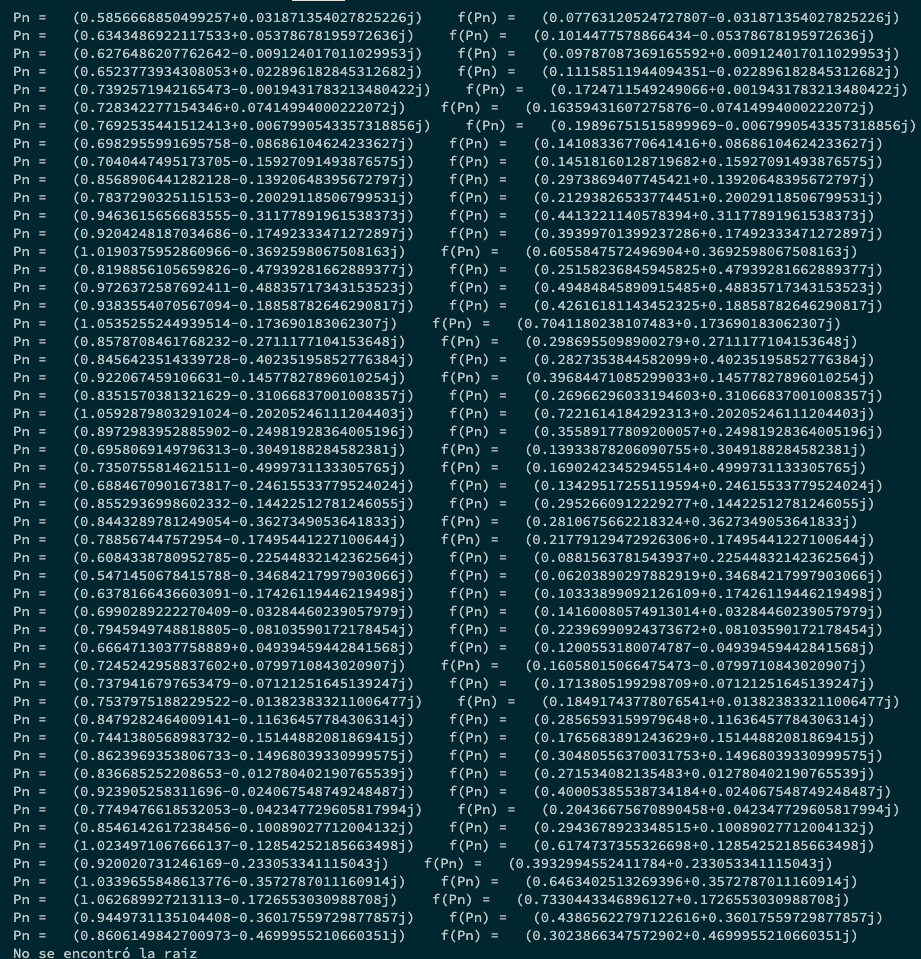 Pn =   (0.5856668850499257+0.031871354027825226j)    f(Pn) =   (0.07763120524727807-0.031871354027825226j)
Pn =   (0.6343486922117533+0.05378678195972636j)    f(Pn) =   (0.1014477578866434-0.05378678195972636j)
Pn =   (0.6276486207762642-0.009124017011029953j)    f(Pn) =   (0.09787087369165592+0.009124017011029953j)
Pn =   (0.6523773934308053+0.022896182845312682j)    f(Pn) =   (0.11158511944094351-0.022896182845312682j)
Pn =   (0.7392571942165473-0.0019431783213480422j)    f(Pn) =   (0.1724711549249066+0.0019431783213480422j)
Pn =   (0.728342277154346+0.07414994000222072j)    f(Pn) =   (0.16359431607275876-0.07414994000222072j)
Pn =   (0.7692535441512413+0.0067990543357318856j)    f(Pn) =   (0.19896751515899969-0.0067990543357318856j)
Pn =   (0.6982955991695758-0.08686104624233627j)    f(Pn) =   (0.14108336770641416+0.08686104624233627j)
Pn =   (0.7040447495173705-0.15927091493876575j)    f(Pn) =   (0.14518160128719682+0.15927091493876575j)
Pn =   (0.8568906441282128-0.13920648395672797j)    f(Pn) =   (0.2973869407745421+0.13920648395672797j)
Pn =   (0.7837290325115153-0.20029118506799531j)    f(Pn) =   (0.21293826533774451+0.20029118506799531j)
Pn =   (0.9463615656683555-0.31177891961538373j)    f(Pn) =   (0.4413221140578394+0.31177891961538373j)
Pn =   (0.9204248187034686-0.17492333471272897j)    f(Pn) =   (0.39399701399237286+0.17492333471272897j)
Pn =   (1.0190375952860966-0.3692598067508163j)    f(Pn) =   (0.6055847572496904+0.3692598067508163j)
Pn =   (0.8198856105659826-0.47939281662889377j)    f(Pn) =   (0.25158236845945825+0.47939281662889377j)
Pn =   (0.9726372587692411-0.48835717343153523j)    f(Pn) =   (0.49484845890915485+0.48835717343153523j)
Pn =   (0.9383554070567094-0.18858782646290817j)    f(Pn) =   (0.42616181143452325+0.18858782646290817j)
Pn =   (1.0535255244939514-0.173690183062307j)    f(Pn) =   (0.7041180238107483+0.173690183062307j)
Pn =   (0.8578708461768232-0.2711177104153648j)    f(Pn) =   (0.2986955098900279+0.2711177104153648j)
Pn =   (0.8456423514339728-0.40235195852776384j)    f(Pn) =   (0.2827353844582099+0.40235195852776384j)
Pn =   (0.922067459106631-0.14577827896010254j)    f(Pn) =   (0.39684471085299033+0.14577827896010254j)
Pn =   (0.8351570381321629-0.31066837001008357j)    f(Pn) =   (0.26966296033194603+0.31066837001008357j)
Pn =   (1.0592879803291024-0.20205246111204403j)    f(Pn) =   (0.7221614184292313+0.20205246111204403j)
Pn =   (0.8972983952885902-0.24981928364005196j)    f(Pn) =   (0.35589177809200057+0.24981928364005196j)
Pn =   (0.6958069149796313-0.3049188284582381j)    f(Pn) =   (0.13933878206090755+0.3049188284582381j)
Pn =   (0.7350755814621511-0.4999731133305765j)    f(Pn) =   (0.16902423452945514+0.4999731133305765j)
Pn =   (0.6884670901673817-0.24615533779524024j)    f(Pn) =   (0.13429517255119594+0.24615533779524024j)
Pn =   (0.8552936998602332-0.14422512781246055j)    f(Pn) =   (0.2952660912229277+0.14422512781246055j)
Pn =   (0.8443289781249054-0.3627349053641833j)    f(Pn) =   (0.2810675662218324+0.3627349053641833j)
Pn =   (0.788567447572954-0.17495441227100644j)    f(Pn) =   (0.21779129472926306+0.17495441227100644j)
Pn =   (0.6084338780952785-0.22544832142362564j)    f(Pn) =   (0.0881563781543937+0.22544832142362564j)
Pn =   (0.5471450678415788-0.34684217997903066j)    f(Pn) =   (0.06203890297882919+0.34684217997903066j)
Pn =   (0.6378166436603091-0.17426119446219498j)    f(Pn) =   (0.10333899092126109+0.17426119446219498j)
Pn =   (0.6990289222270409-0.03284460239057979j)    f(Pn) =   (0.14160080574913014+0.03284460239057979j)
Pn =   (0.7945949748818805-0.08103590172178454j)    f(Pn) =   (0.22396990924373672+0.08103590172178454j)
Pn =   (0.6664713037758889+0.04939459442841568j)    f(Pn) =   (0.1200553180074787-0.04939459442841568j)
Pn =   (0.7245242958837602+0.0799710843020907j)    f(Pn) =   (0.16058015066475473-0.0799710843020907j)
Pn =   (0.7379416797653479-0.07121251645139247j)    f(Pn) =   (0.1713805199298709+0.07121251645139247j)
Pn =   (0.7537975188229522-0.013823833211006477j)    f(Pn) =   (0.18491743778076541+0.013823833211006477j)
Pn =   (0.8479282464009141-0.11636457784306314j)    f(Pn) =   (0.2856593159979648+0.11636457784306314j)
Pn =   (0.7441380568983732-0.15144882081869415j)    f(Pn) =   (0.1765683891243629+0.15144882081869415j)
Pn =   (0.8623969353806733-0.14968039330999575j)    f(Pn) =   (0.30480556370031753+0.14968039330999575j)
Pn =   (0.836685252208653-0.012780402190765539j)    f(Pn) =   (0.271534082135483+0.012780402190765539j)
Pn =   (0.923905258311696-0.024067548749248487j)    f(Pn) =   (0.40005385538734184+0.024067548749248487j)
Pn =   (0.7749476618532053-0.042347729605817994j)    f(Pn) =   (0.20436675670890458+0.042347729605817994j)
Pn =   (0.8546142617238456-0.10089027712004132j)    f(Pn) =   (0.2943678923348515+0.10089027712004132j)
Pn =   (1.0234971067666137-0.12854252185663498j)    f(Pn) =   (0.6174737355326698+0.12854252185663498j)
Pn =   (0.920020731246169-0.233053341115043j)    f(Pn) =   (0.3932994552411784+0.233053341115043j)
Pn =   (1.0339655848613776-0.3572787011160914j)    f(Pn) =   (0.6463402513269396+0.3572787011160914j)
Pn =   (1.062689927213113-0.1726553030988708j)    f(Pn) =   (0.7330443346896127+0.1726553030988708j)
Pn =   (0.9449731135104408-0.36017559729877857j)    f(Pn) =   (0.43865622797122616+0.36017559729877857j)
Pn =   (0.8606149842700973-0.4699955210660351j)    f(Pn) =   (0.3023866347572902+0.4699955210660351j)
No se encontró la raiz